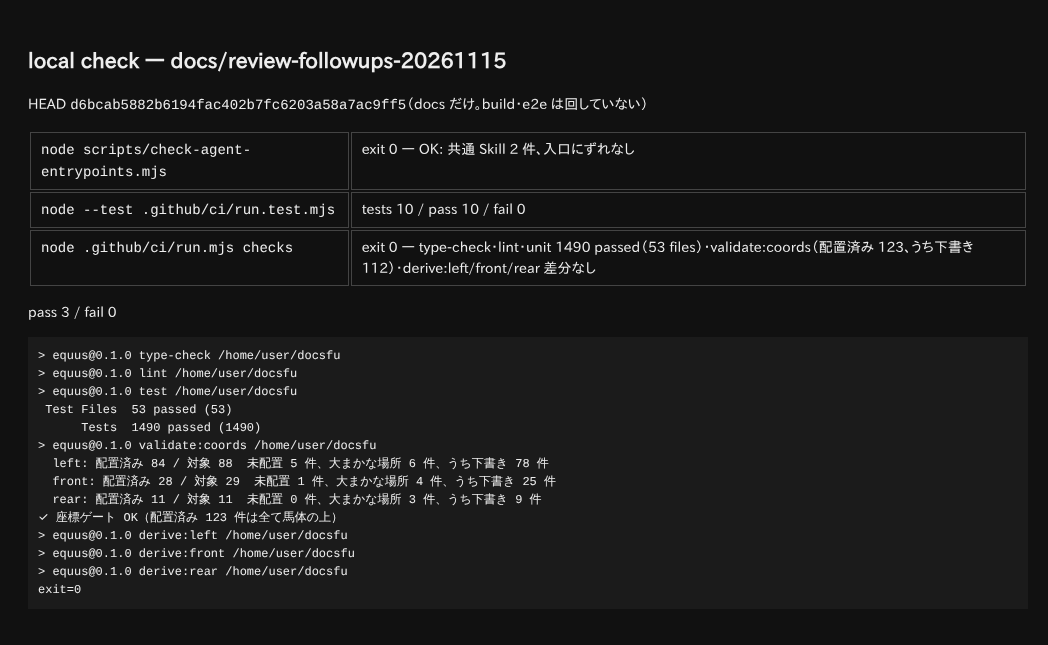 local check — docs/review-followups-20261115
HEAD d6bcab5882b6194fac402b7fc6203a58a7ac9ff5（docs だけ。build・e2e は回していない）
node scripts/check-agent-
entrypoints.mjs
exit 0 — OK: 共通 Skill 2 件、入口にずれなし
node --test .github/ci/run.test.mjs
tests 10 / pass 10 / fail 0
node .github/ci/run.mjs checks
exit 0 — type-check・lint・unit 1490 passed（53 files）・validate:coords（配置済み 123、うち下書き
112）・derive:left/front/rear 差分なし
pass 3 / fail 0
> equus@0.1.0 type-check /home/user/docsfu
> equus@0.1.0 lint /home/user/docsfu
> equus@0.1.0 test /home/user/docsfu
Test Files  53 passed (53)
Tests  1490 passed (1490)
> equus@0.1.0 validate:coords /home/user/docsfu
left: 配置済み 84 / 対象 88  未配置 5 件、大まかな場所 6 件、うち下書き 78 件
front: 配置済み 28 / 対象 29  未配置 1 件、大まかな場所 4 件、うち下書き 25 件
rear: 配置済み 11 / 対象 11  未配置 0 件、大まかな場所 3 件、うち下書き 9 件
✓ 座標ゲート OK（配置済み 123 件は全て馬体の上）
> equus@0.1.0 derive:left /home/user/docsfu
> equus@0.1.0 derive:front /home/user/docsfu
> equus@0.1.0 derive:rear /home/user/docsfu
exit=0